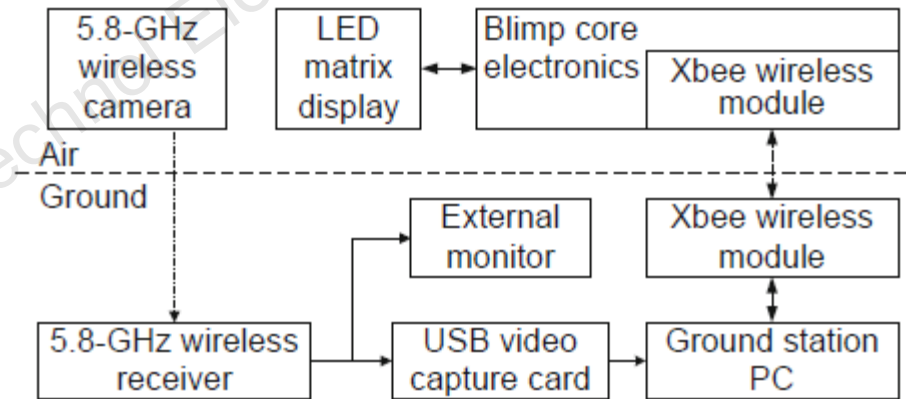 5.8-GHz
wireless
camera
LED
matrix
display
Blimp core
electronics
Xbee wireless
module
Air
Ground
External
monitor
Xbee wireless
module
5.8-GHz wireless
receiver
USB video
capture card
Ground station
PC